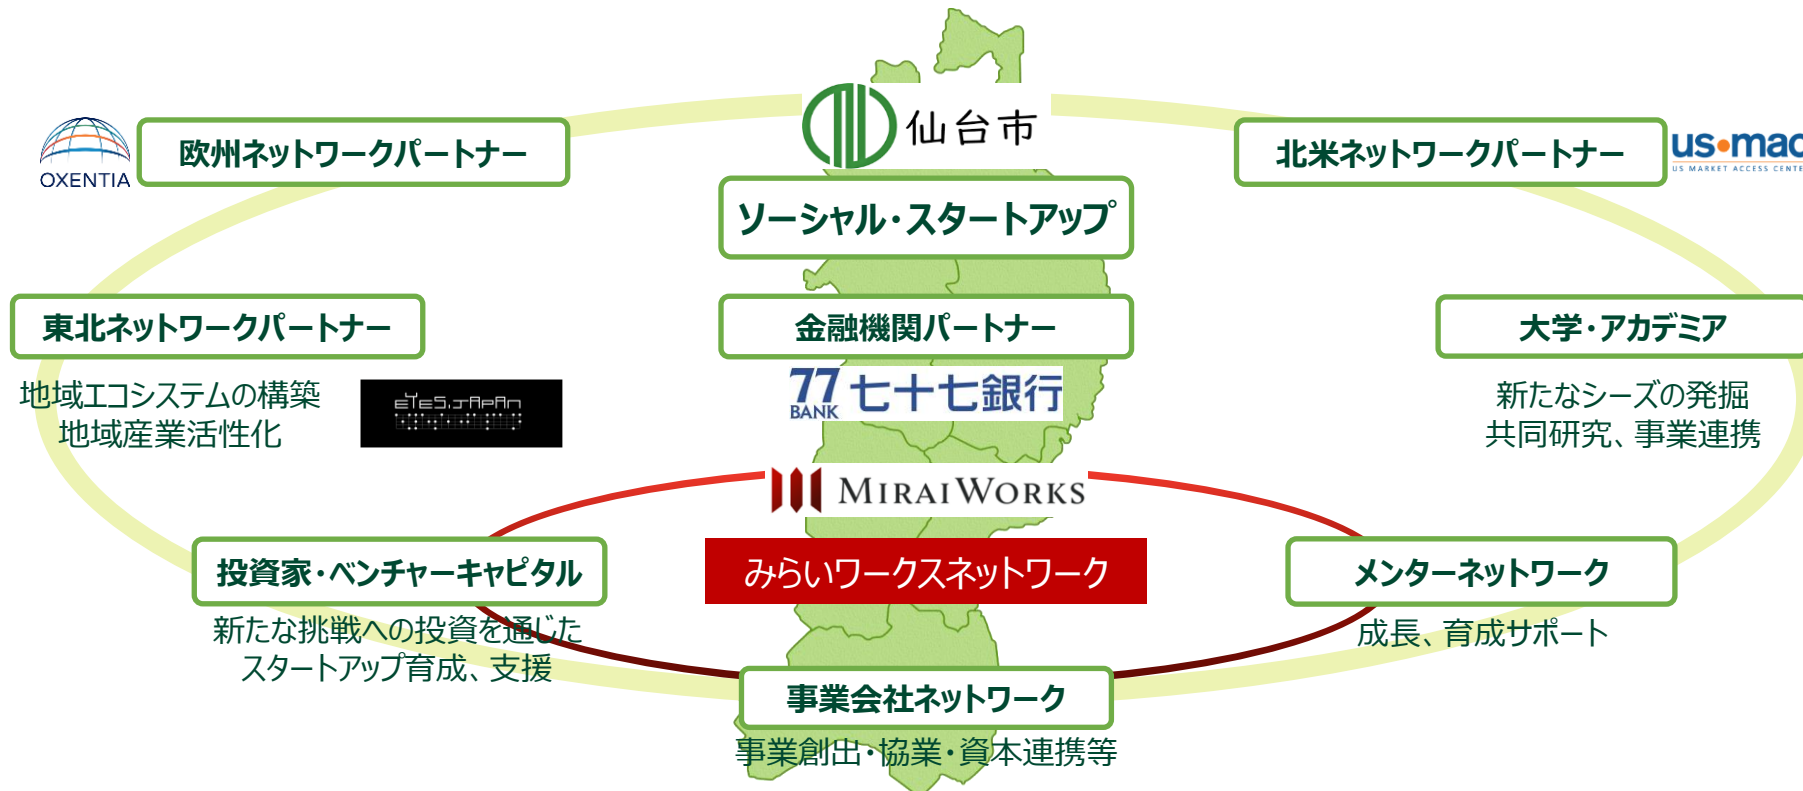 仙台市
OXENTIA
欧州ネットワークパートナー
北米ネットワークパートナー
us mac
US MARKET ACCESS CENTE
ソーシャル・スタートアップ
東北ネットワークパートナー
金融機関パートナー
大学・アカデミア
地域エコシステムの構築
地域産業活性化
eYeS.JAPAN
77
BANK
七十七銀行
新たなシーズの発掘
共同研究、事業連携
MIRAIWORKS
投資家・ベンチャーキャピタル
みらいワークスネットワーク
メンターネットワーク
新たな挑戦への投資を通じた
スタートアップ育成、支援
成長、育成サポート
事業会社ネットワーク
事業創出・協業・資本連携等